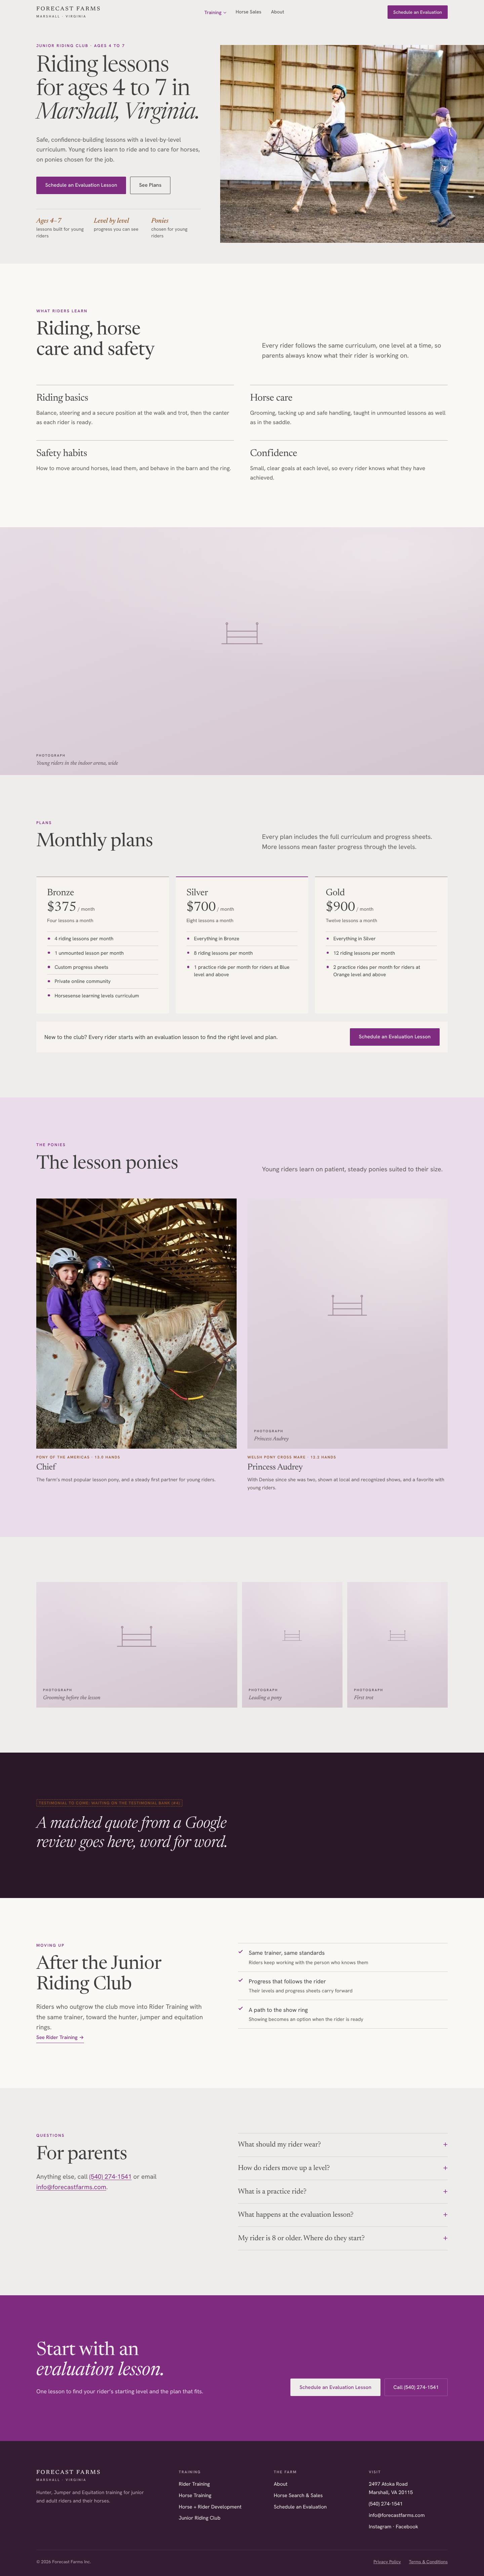 FORECAST FARMS
MARSHALL · VIRGINIA
Training
Horse Sales
About
Schedule an Evaluation
JUNIOR RIDING CLUB · AGES 4 TO 7
Riding lessons
for ages 4 to 7 in
Marshall, Virginia.
Safe, confidence-building lessons with a level-by-level
curriculum. Young riders learn to ride and to care for horses,
on ponies chosen for the job.
Schedule an Evaluation Lesson
See Plans
Ages 4–7
lessons built for young
riders
Level by level
progress you can see
Ponies
chosen for young
riders
WHAT RIDERS LEARN
Riding, horse
care and safety
Every rider follows the same curriculum, one level at a time, so
parents always know what their rider is working on.
Riding basics
Balance, steering and a secure position at the walk and trot, then the canter
as each rider is ready.
Horse care
Grooming, tacking up and safe handling, taught in unmounted lessons as well
as in the saddle.
Safety habits
How to move around horses, lead them, and behave in the barn and the ring.
Confidence
Small, clear goals at each level, so every rider knows what they have
achieved.
PHOTOGRAPH
Young riders in the indoor arena, wide
PLANS
Monthly plans
Every plan includes the full curriculum and progress sheets.
More lessons mean faster progress through the levels.
Bronze
$375 / month
Four lessons a month
4 riding lessons per month
1 unmounted lesson per month
Custom progress sheets
Private online community
Horsesense learning levels curriculum
Silver
$700 / month
Eight lessons a month
Everything in Bronze
8 riding lessons per month
1 practice ride per month for riders at Blue
level and above
Gold
$900 / month
Twelve lessons a month
Everything in Silver
12 riding lessons per month
2 practice rides per month for riders at
Orange level and above
New to the club? Every rider starts with an evaluation lesson to find the right level and plan.
Schedule an Evaluation Lesson
THE PONIES
The lesson ponies
Young riders learn on patient, steady ponies suited to their size.
PHOTOGRAPH
Princess Audrey
PONY OF THE AMERICAS · 13.3 HANDS
Chief
The farm's most popular lesson pony, and a steady first partner for young riders.
WELSH PONY CROSS MARE · 13.2 HANDS
Princess Audrey
With Denise since she was two, shown at local and recognized shows, and a favorite with
young riders.
PHOTOGRAPH
Grooming before the lesson
PHOTOGRAPH
Leading a pony
PHOTOGRAPH
First trot
A matched quote from a Google
review goes here, word for word.
MOVING UP
After the Junior
Riding Club
Riders who outgrow the club move into Rider Training with
the same trainer, toward the hunter, jumper and equitation
rings.
See Rider Training →
Same trainer, same standards
Riders keep working with the person who knows them
Progress that follows the rider
Their levels and progress sheets carry forward
A path to the show ring
Showing becomes an option when the rider is ready
QUESTIONS
For parents
Anything else, call (540) 274-1541 or email
info@forecastfarms.com.
What should my rider wear?
How do riders move up a level?
What is a practice ride?
What happens at the evaluation lesson?
My rider is 8 or older. Where do they start?
Start with an
evaluation lesson.
One lesson to find your rider's starting level and the plan that fits.
Schedule an Evaluation Lesson
Call (540) 274-1541
FORECAST FARMS
MARSHALL · VIRGINIA
Hunter, Jumper and Equitation training for junior
and adult riders and their horses.
TRAINING
Rider Training
Horse Training
Horse + Rider Development
Junior Riding Club
THE FARM
About
Horse Search & Sales
Schedule an Evaluation
VISIT
2497 Atoka Road
Marshall, VA 20115
(540) 274-1541
info@forecastfarms.com
Instagram · Facebook
© 2026 Forecast Farms Inc.
Privacy Policy
Terms & Conditions